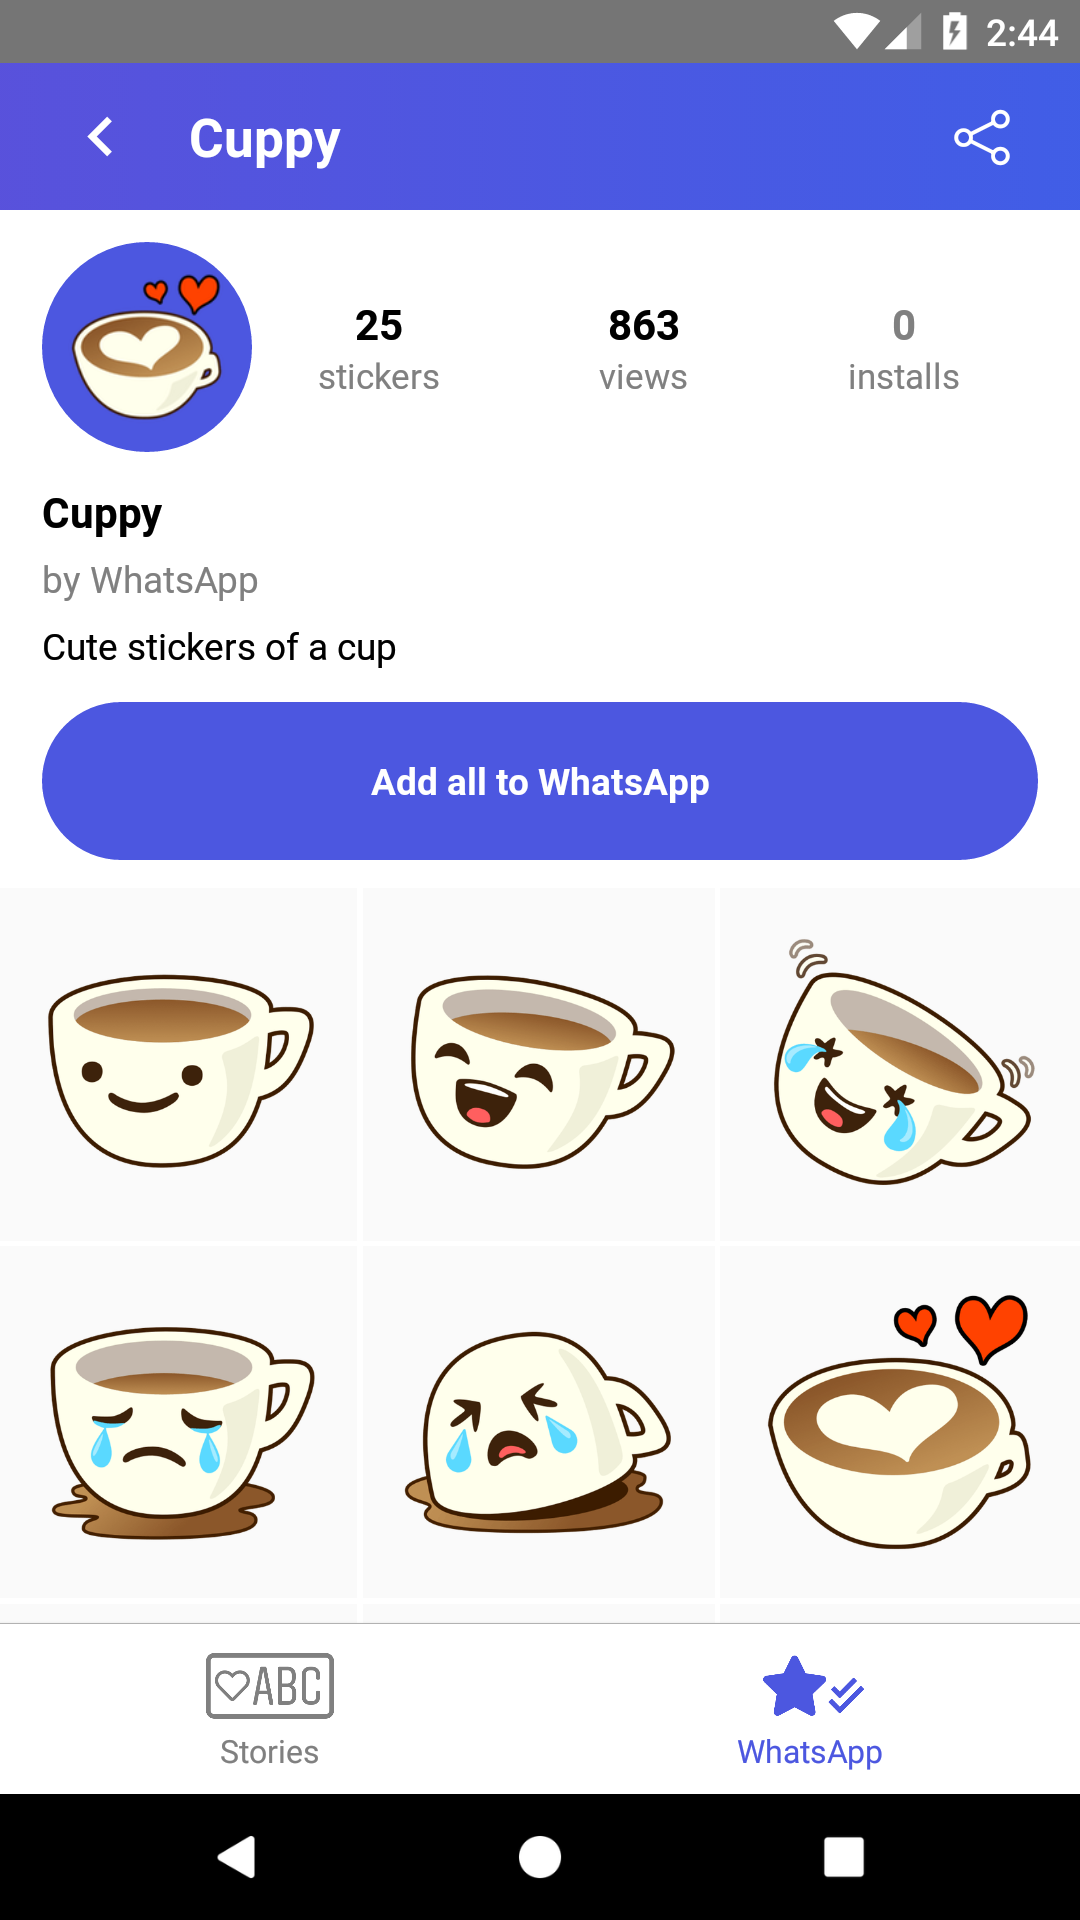 2:44
Cuppy
25
stickers
863
views
0
installs
Cuppy
by WhatsApp
Cute stickers of a cup
Add all to WhatsApp
ABC
Stories
WhatsApp